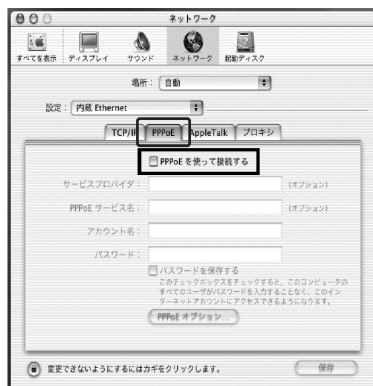 ネットワーク
すべてを表示 ディスプレイ サウンド ネットワーク 起動ディスク
場所： 自動
設定： 内蔵 Ethernet
TCP/IP PPPoE AppleTalk プロキシ
PPPoE を使って接続する
サービスプロバイダ： (オプション)
PPPoE サービス名： (オプション)
アカウント名：
パスワード：
パスワードを保存する
このチェックボックスをチェックすると、このコンピュータの
すべてのユーザがパスワードを入力することなく、このイン
ターネットアカウントにアクセスできるようになります。
PPPoE オプション...
変更できないようにするにはカギをクリックします。 保存